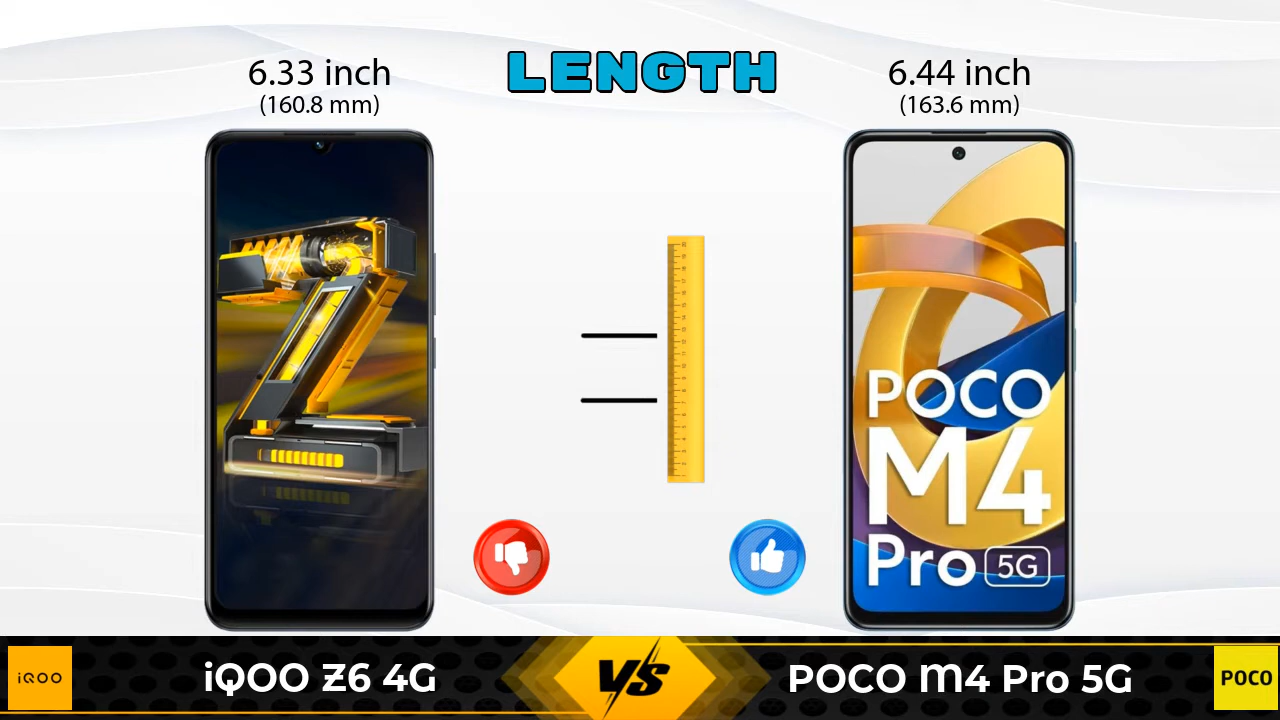 LENGTH
6.33 inch
(160.8 mm)
6.44 inch
(163.6 mm)
POCO
M4
Pro 5G
iQOO
iQOO Z6 4G
VS
POCO M4 Pro 5G
POCO